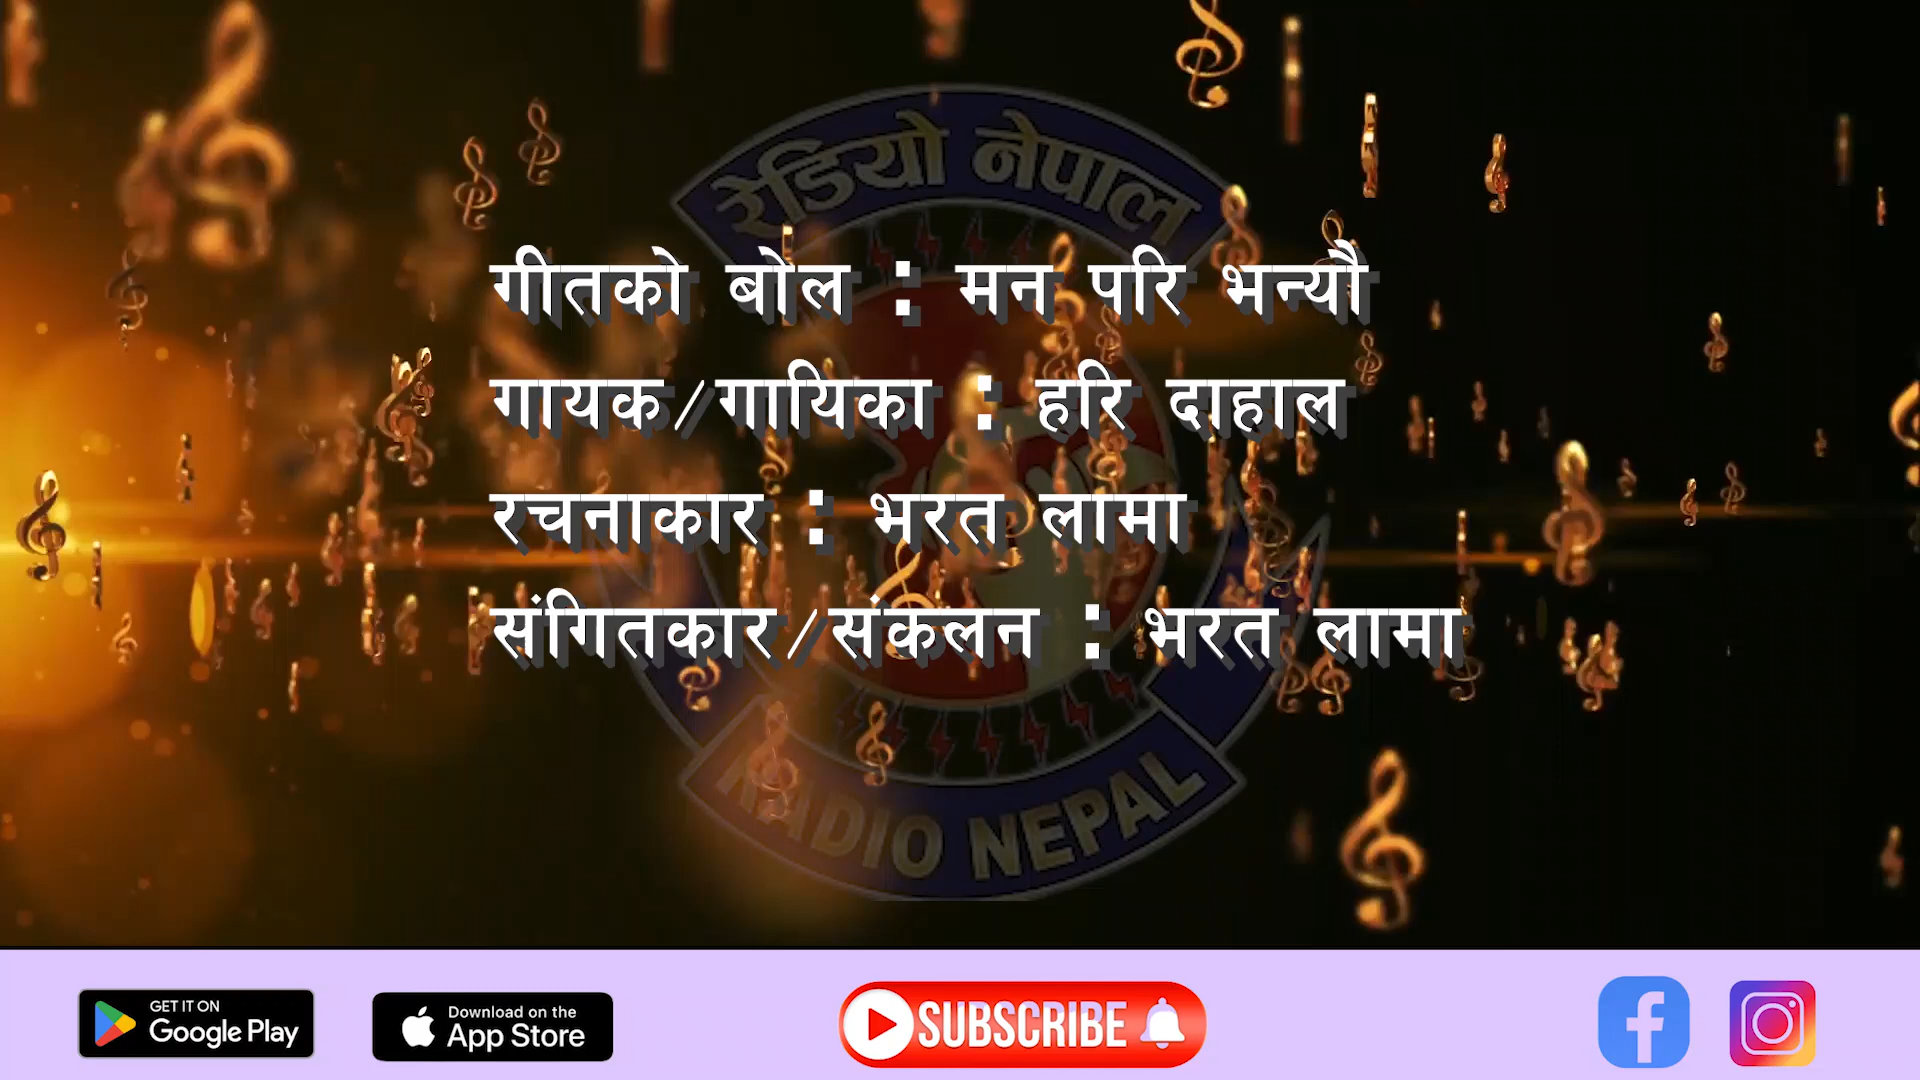 रेडियो नेपाल
गीतको बोल : मन परि भन्यौ
गायक/गायिका : हरि दाहाल
रचनाकार : भरत लामा
संगितकार/संकलन : भरत लामा
RADIO NEPAL
GET IT ON
Google Play
Download on the
App Store
SUBSCRIBE